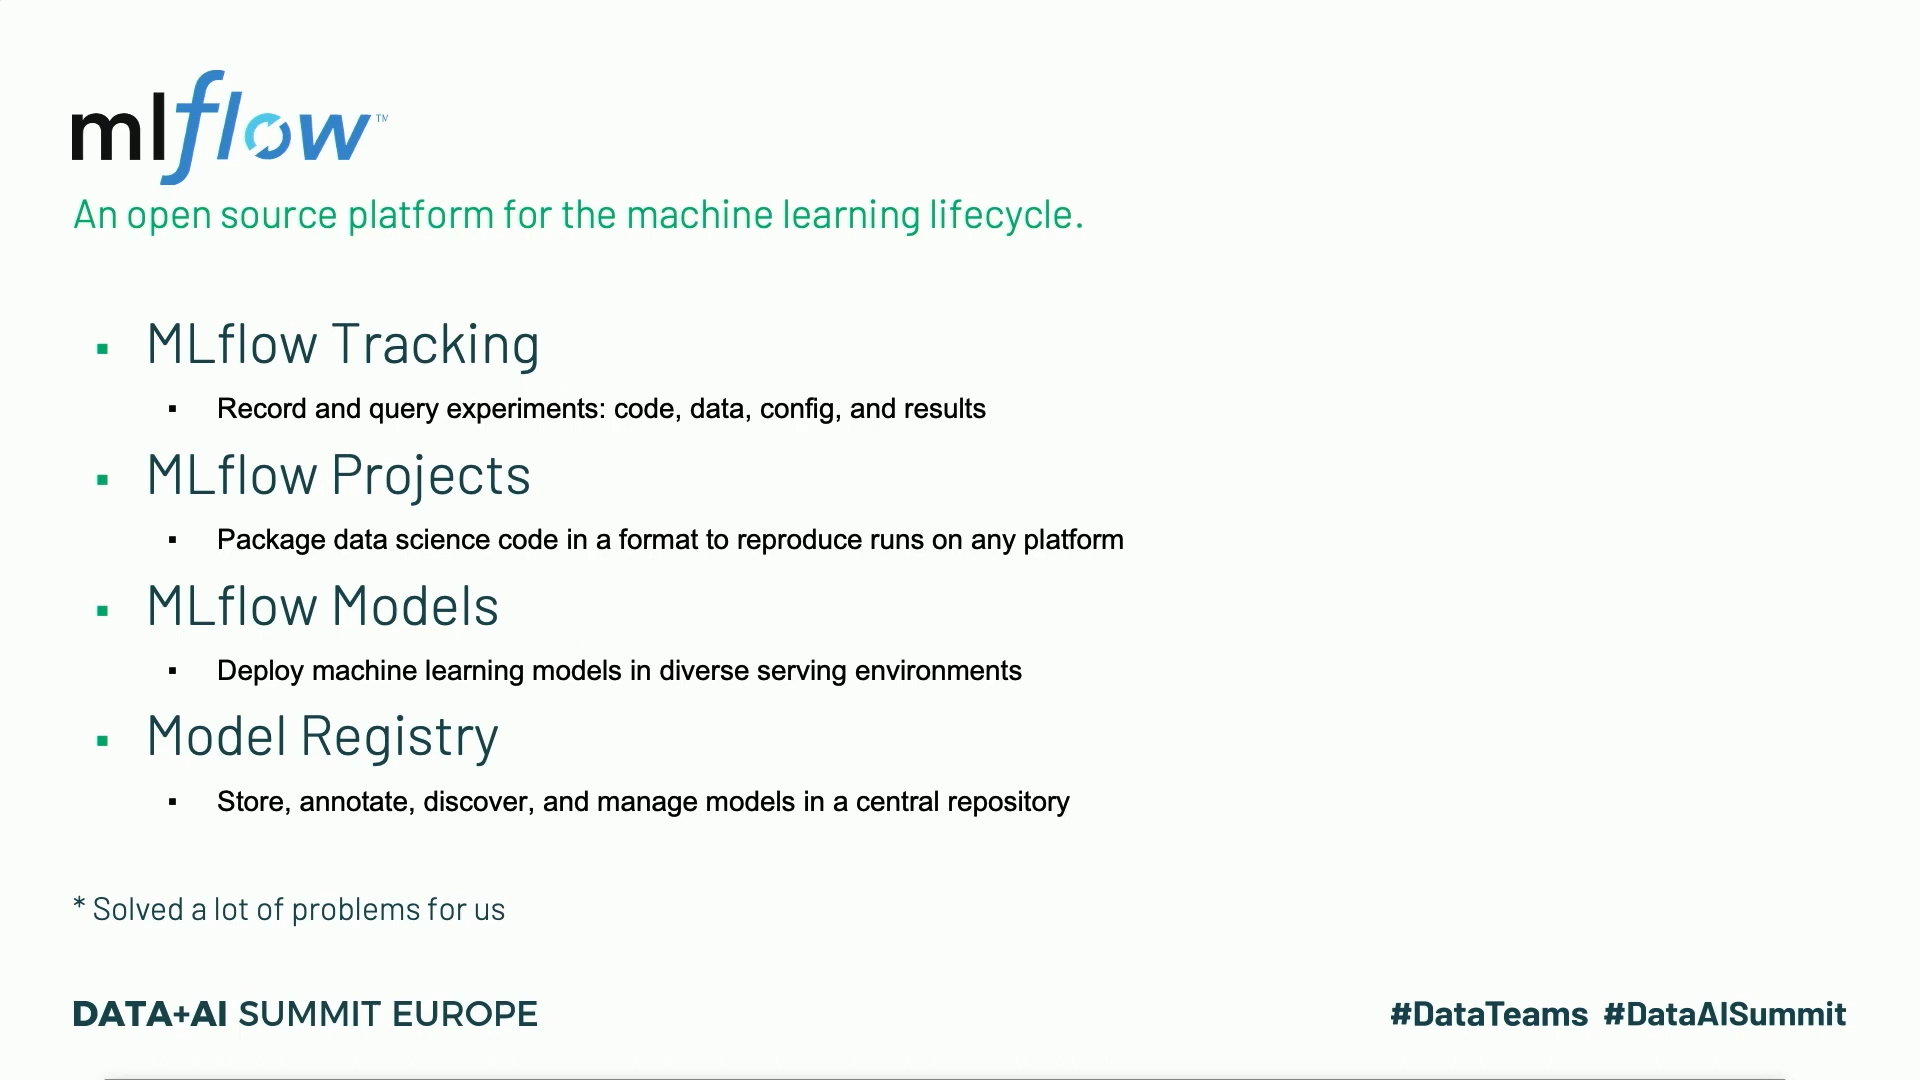 mlflow™
An open source platform for the machine learning lifecycle.
▪ MLflow Tracking
▪ Record and query experiments: code, data, config, and results
▪ MLflow Projects
▪ Package data science code in a format to reproduce runs on any platform
▪ MLflow Models
▪ Deploy machine learning models in diverse serving environments
▪ Model Registry
▪ Store, annotate, discover, and manage models in a central repository
* Solved a lot of problems for us
DATA+AI SUMMIT EUROPE
#DataTeams #DataAISummit